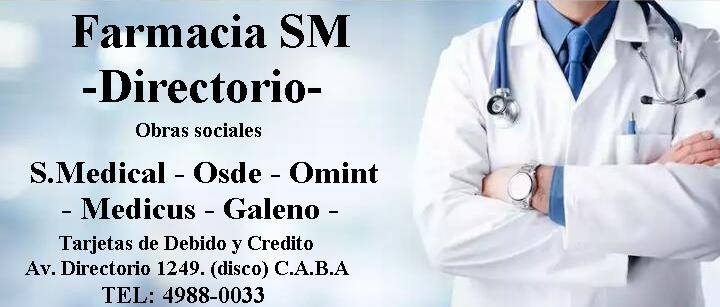 Farmacia SM
-Directorio-
Obras sociales
S.Medical - Osde - Omint
- Medicus - Galeno -
Tarjetas de Debido y Credito
Av. Directorio 1249. (disco) C.A.B.A
TEL: 4988-0033